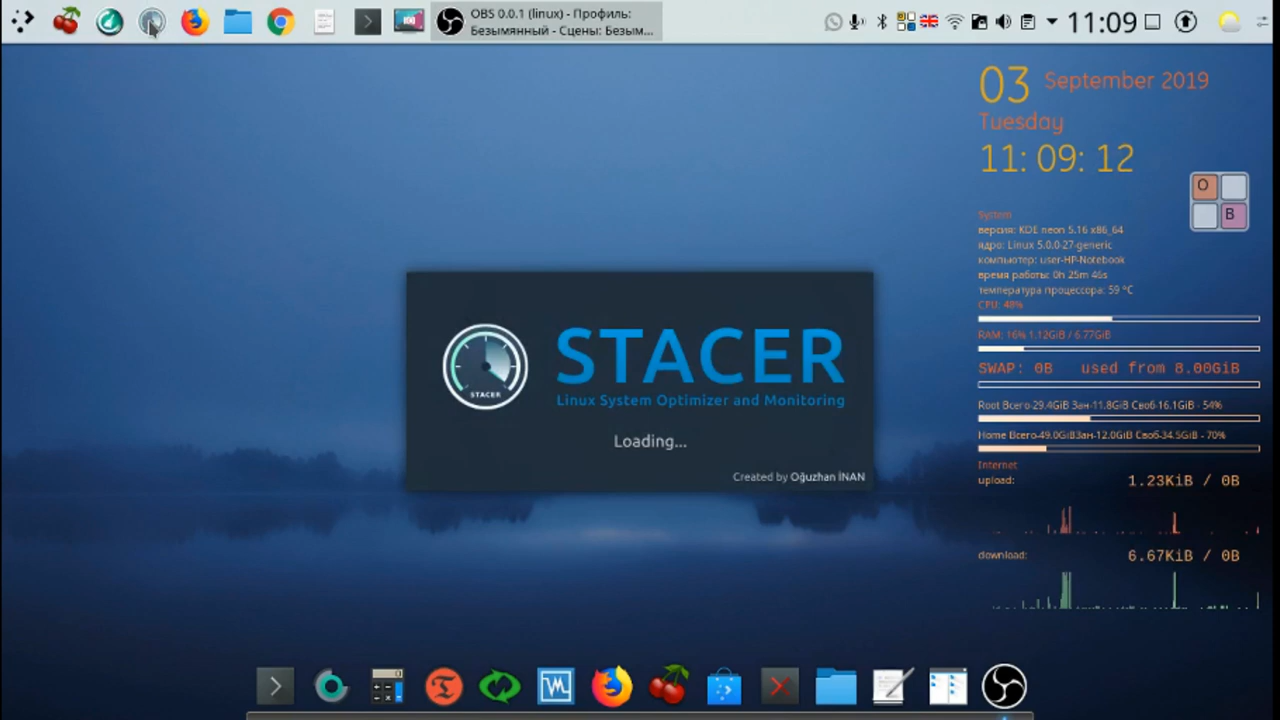 OBS 0.0.1 (linux) - Профиль:
Безымянный - Сцены: Безым...
11:09
03 September 2019
Tuesday
11: 09: 12
O
B
System
версия: KDE neon 5.16 x86_64
ядро: Linux 5.0.0-27-generic
компьютер: user-HP-Notebook
время работы: 0h 25m 46s
температура процессора: 59 °C
CPU: 48%
RAM: 16% 1.12GiB / 6.77GiB
SWAP: 0B used from 8.00GiB
Root Всего-29.4GiB Зан-11.8GiB Своб-16.1GiB - 54%
Home Всего-49.0GiBЗан-12.0GiB Своб-34.5GiB - 70%
Internet
upload: 1.23KiB / 0B
download: 6.67KiB / 0B
STACER
STACER
Linux System Optimizer and Monitoring
Loading...
Created by Oğuzhan İNAN